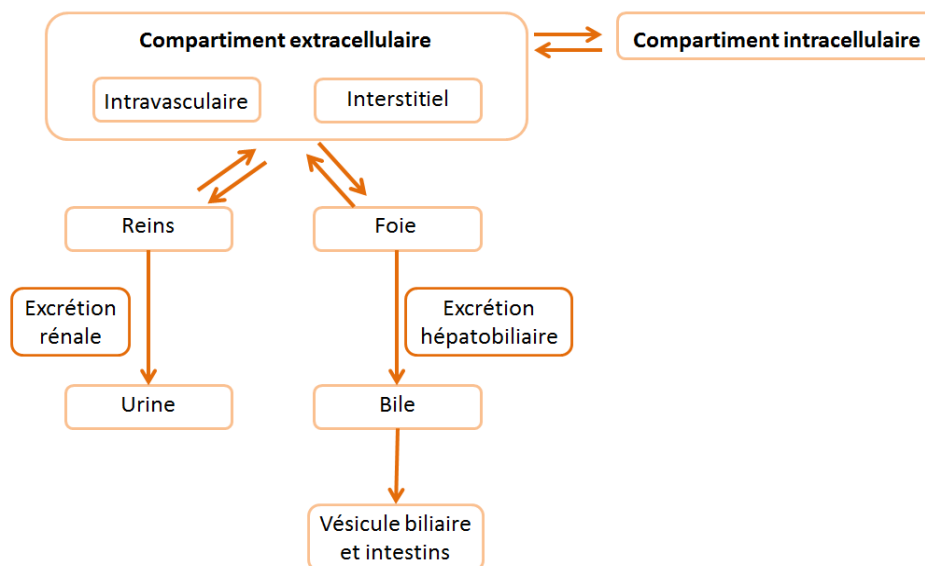 Compartiment extracellulaire
Compartiment intracellulaire
Intravasculaire
Interstitiel
Reins
Foie
Excrétion
rénale
Excrétion
hépatobiliaire
Urine
Bile
Vésicule biliaire
et intestins